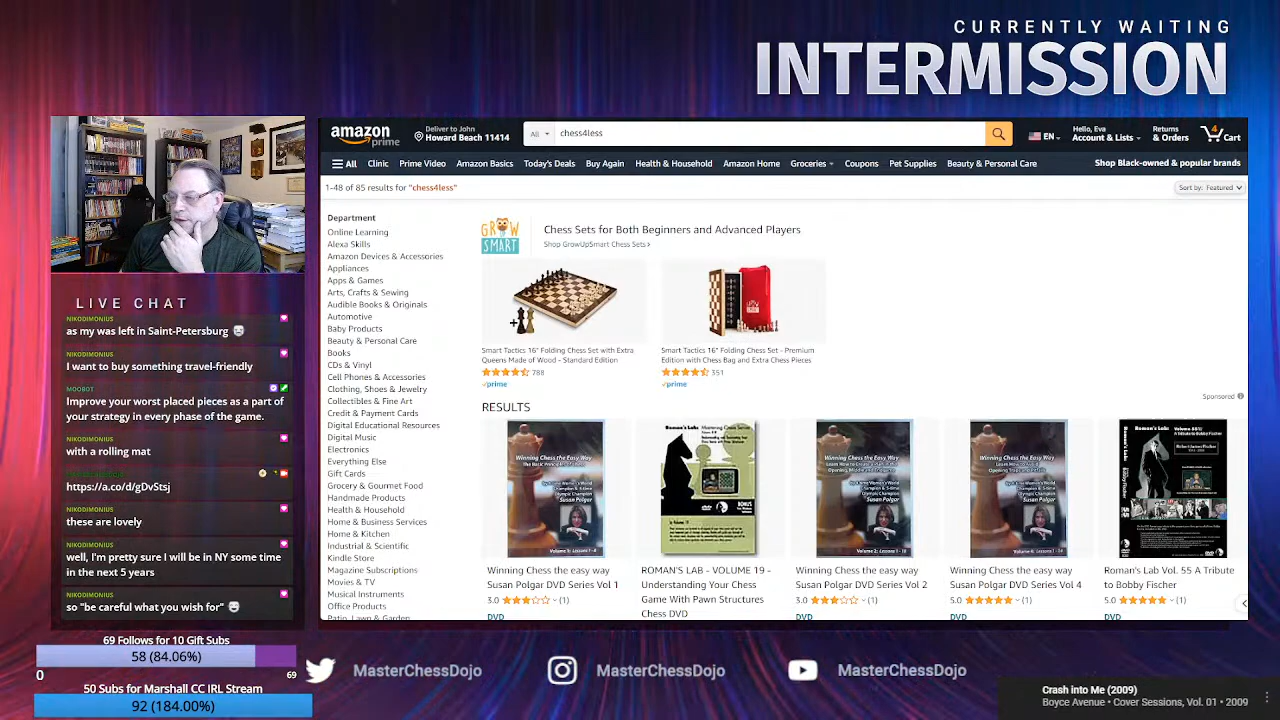 CURRENTLY WAITING
INTERMISSION
amazon
prime
Deliver to John
Howard Beach 11414
All
chess4less
EN
Hello, Eva
Account & Lists
Returns
& Orders
4
Cart
All
Clinic
Prime Video
Amazon Basics
Today's Deals
Buy Again
Health & Household
Amazon Home
Groceries
Coupons
Pet Supplies
Beauty & Personal Care
Shop Black-owned & popular brands
1-48 of 85 results for "chess4less"
Sort by: Featured
Department
Online Learning
Alexa Skills
Amazon Devices & Accessories
Appliances
Apps & Games
Arts, Crafts & Sewing
Audible Books & Originals
Automotive
Baby Products
Beauty & Personal Care
Books
CDs & Vinyl
Cell Phones & Accessories
Clothing, Shoes & Jewelry
Collectibles & Fine Art
Credit & Payment Cards
Digital Educational Resources
Digital Music
Electronics
Everything Else
Gift Cards
Grocery & Gourmet Food
Handmade Products
Health & Household
Home & Business Services
Home & Kitchen
Industrial & Scientific
Kindle Store
Magazine Subscriptions
Movies & TV
Musical Instruments
Office Products
Patio, Lawn & Garden
GROW
SMART
Chess Sets for Both Beginners and Advanced Players
Shop GrowUpSmart Chess Sets
Smart Tactics 16" Folding Chess Set with Extra
Queens Made of Wood - Standard Edition
788
prime
Smart Tactics 16" Folding Chess Set - Premium
Edition with Chess Bag and Extra Chess Pieces
351
prime
Sponsored
RESULTS
Winning Chess the easy way
Susan Polgar DVD Series Vol 1
3.0 (1)
DVD
ROMAN'S LAB - VOLUME 19 -
Understanding Your Chess
Game With Pawn Structures
Chess DVD
Winning Chess the easy way
Susan Polgar DVD Series Vol 2
3.0 (1)
DVD
Winning Chess the easy way
Susan Polgar DVD Series Vol 4
5.0 (1)
DVD
Roman's Lab Vol. 55 A Tribute
to Bobby Fischer
5.0 (1)
DVD
LIVE CHAT
NIKODIMONIUS
as my was left in Saint-Petersburg
NIKODIMONIUS
I want to buy something travel-friendly
MOOBOT
Improve your worst placed pieces as a part of
your strategy in every phase of the game.
NIKODIMONIUS
with a rolling mat
NIKODIMONIUS
these are lovely
NIKODIMONIUS
well, I'm pretty sure I will be in NY some time
in the next 5 years
NIKODIMONIUS
so "be careful what you wish for"
69 Follows for 10 Gift Subs
58 (84.06%)
0
69
50 Subs for Marshall CC IRL Stream
92 (184.00%)
MasterChessDojo
MasterChessDojo
MasterChessDojo
Crash into Me (2009)
Boyce Avenue • Cover Sessions, Vol. 01 • 2009